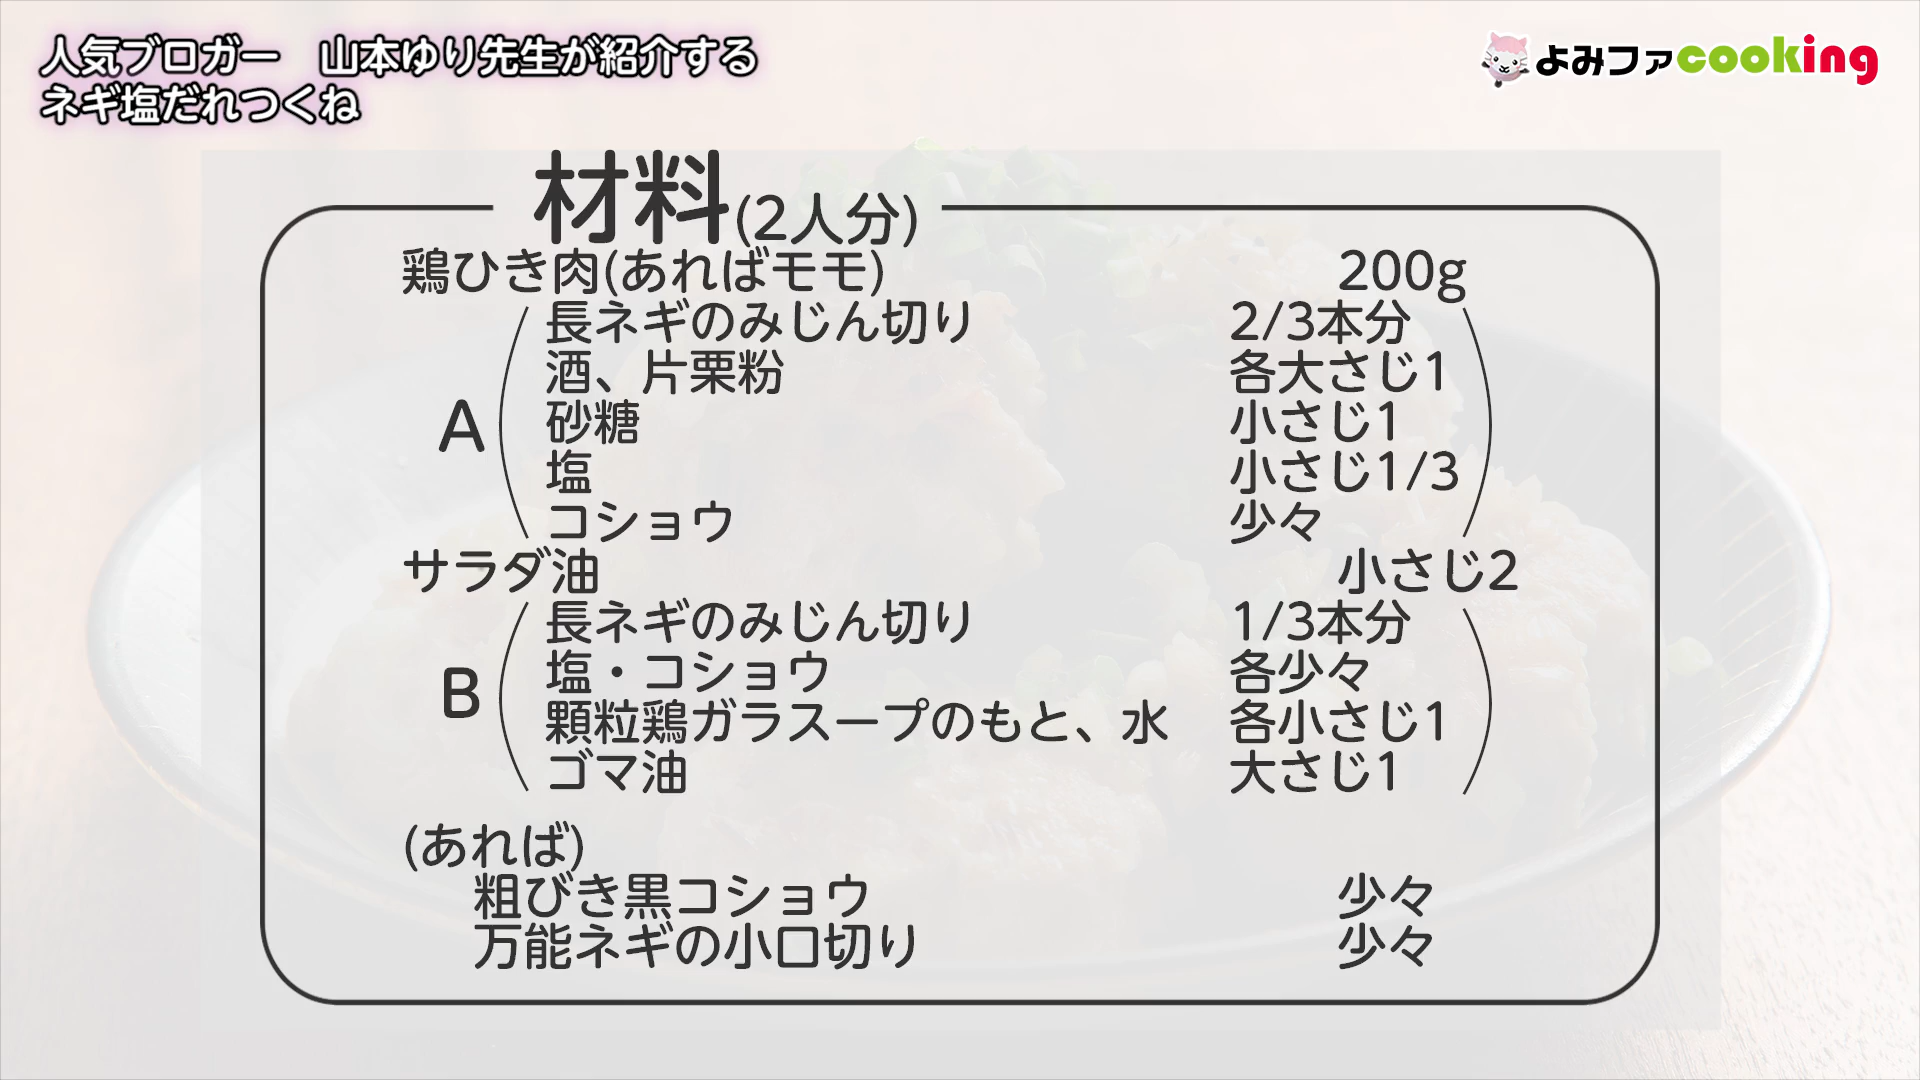 人気ブロガー　山本ゆり先生が紹介する
ネギ塩だれつくね
よみファcooking
材料(2人分)
鶏ひき肉(あればモモ) 200g
長ネギのみじん切り 2/3本分
酒、片栗粉 各大さじ1
A 砂糖 小さじ1
塩 小さじ1/3
コショウ 少々
サラダ油 小さじ2
長ネギのみじん切り 1/3本分
B 塩・コショウ 各少々
顆粒鶏ガラスープのもと、水 各小さじ1
ゴマ油 大さじ1
(あれば)
粗びき黒コショウ 少々
万能ネギの小口切り 少々